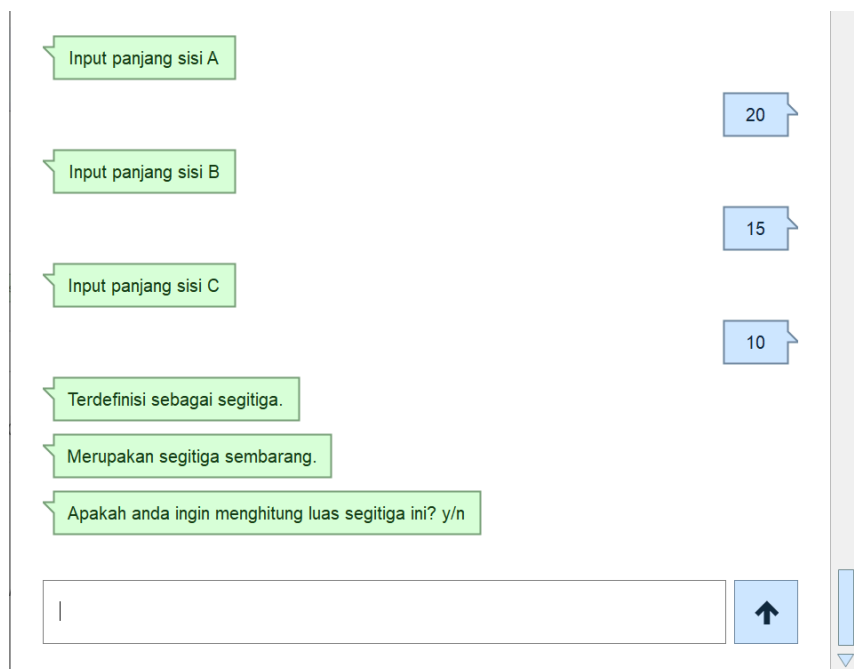 Input panjang sisi A
20
Input panjang sisi B
15
Input panjang sisi C
10
Terdefinisi sebagai segitiga.
Merupakan segitiga sembarang.
Apakah anda ingin menghitung luas segitiga ini? y/n